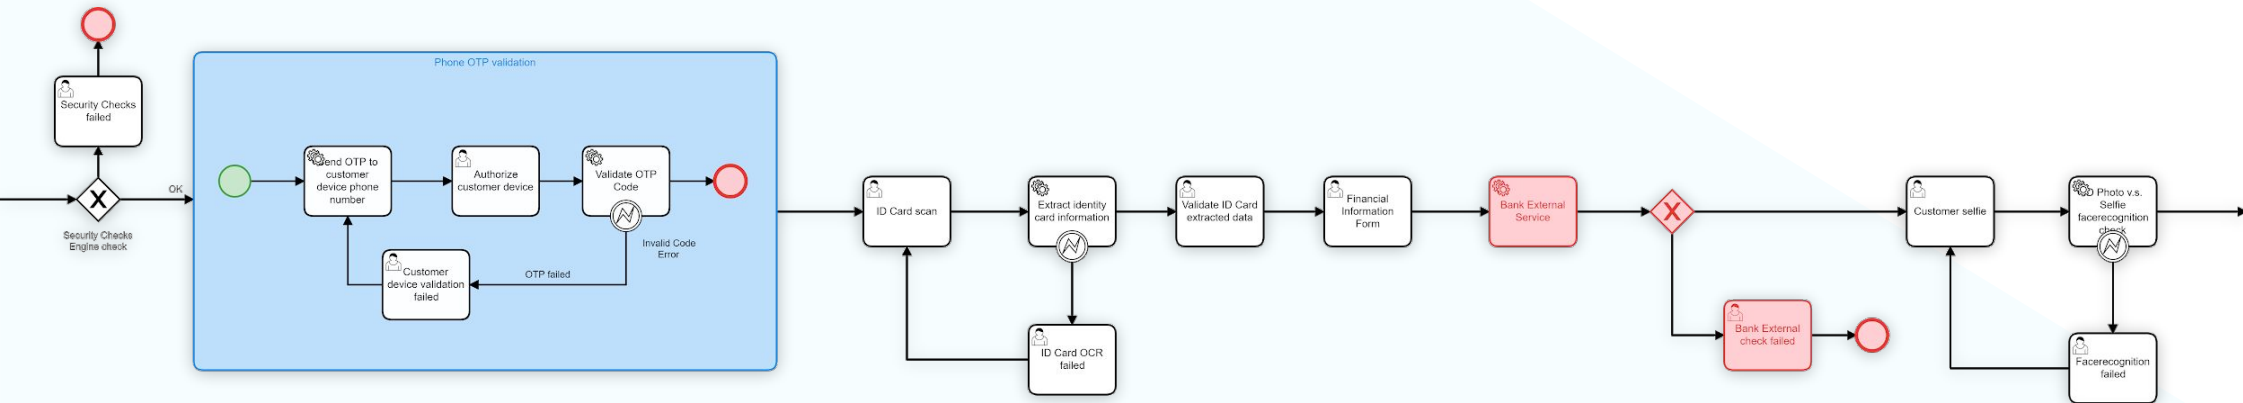 Security Checks
failed
Security Checks
Engine check
OK
Phone OTP validation
Send OTP to
customer
device phone
number
Authorize
customer device
Validate OTP
Code
Invalid Code
Error
OTP failed
Customer
device validation
failed
ID Card scan
Extract identity
card information
ID Card OCR
failed
Validate ID Card
extracted data
Financial
Information
Form
Bank External
Service
X
X
Bank External
check failed
Customer selfie
ID Photo v.s.
Selfie
facerecognition
check
Facerecognition
failed